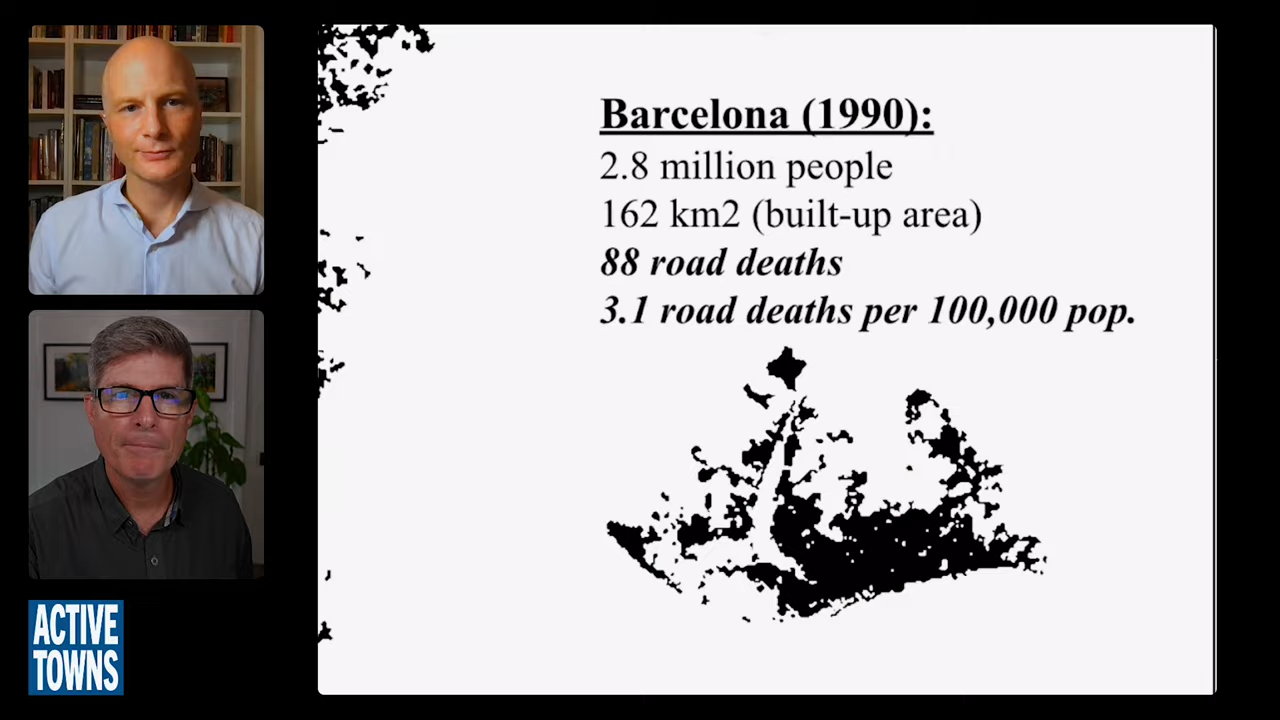 Barcelona (1990):
2.8 million people
162 km2 (built-up area)
88 road deaths
3.1 road deaths per 100,000 pop.
ACTIVE
TOWNS